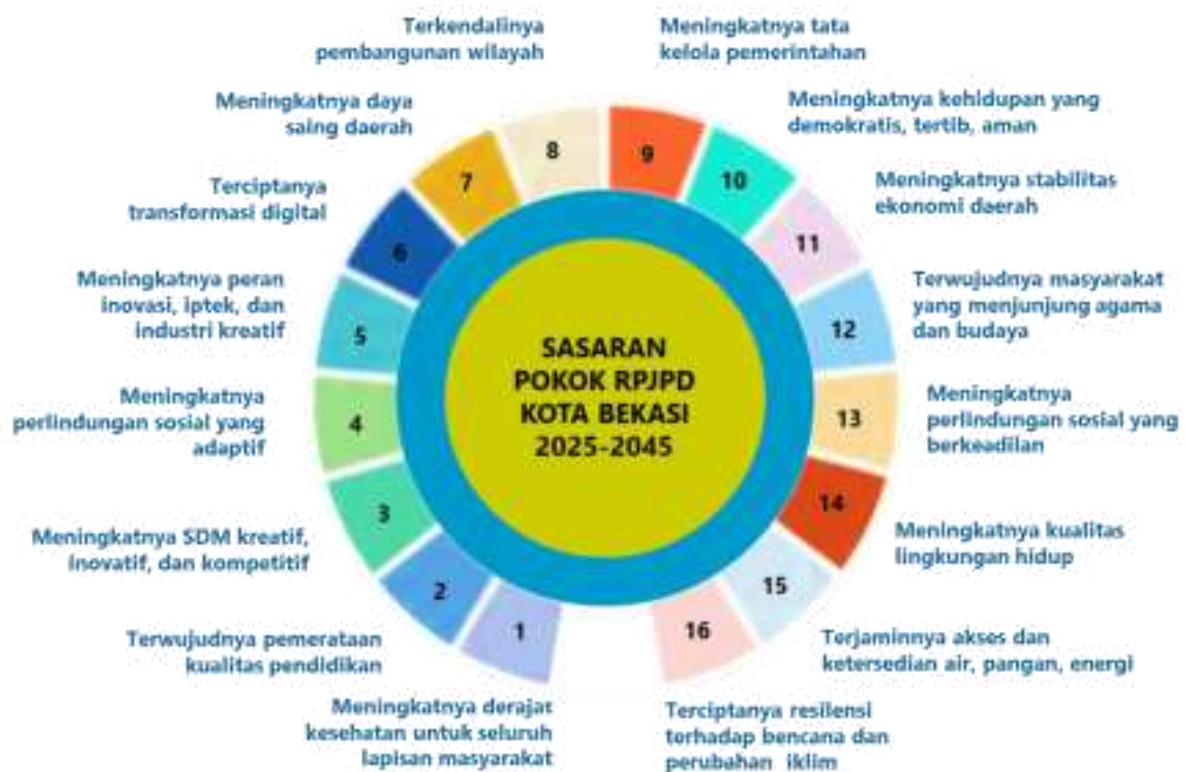 Terkendalinya
pembangunan wilayah
Meningkatnya tata
kelola pemerintahan
Meningkatnya daya
saing daerah
Meningkatnya kehidupan yang
demokratis, tertib, aman
Terciptanya
transformasi digital
Meningkatnya stabilitas
ekonomi daerah
Meningkatnya peran
inovasi, iptek, dan
industri kreatif
Terwujudnya masyarakat
yang menjunjung agama
dan budaya
Meningkatnya
perlindungan sosial yang
adaptif
Meningkatnya
perlindungan sosial yang
berkeadilan
Meningkatnya SDM kreatif,
inovatif, dan kompetitif
Meningkatnya kualitas
lingkungan hidup
Terwujudnya pemerataan
kualitas pendidikan
Terjaminnya akses dan
ketersedian air, pangan, energi
Meningkatnya derajat
kesehatan untuk seluruh
lapisan masyarakat
Terciptanya resilensi
terhadap bencana dan
perubahan iklim
1
2
3
4
5
6
7
8
9
10
11
12
13
14
15
16
SASARAN
POKOK RPJPD
KOTA BEKASI
2025-2045